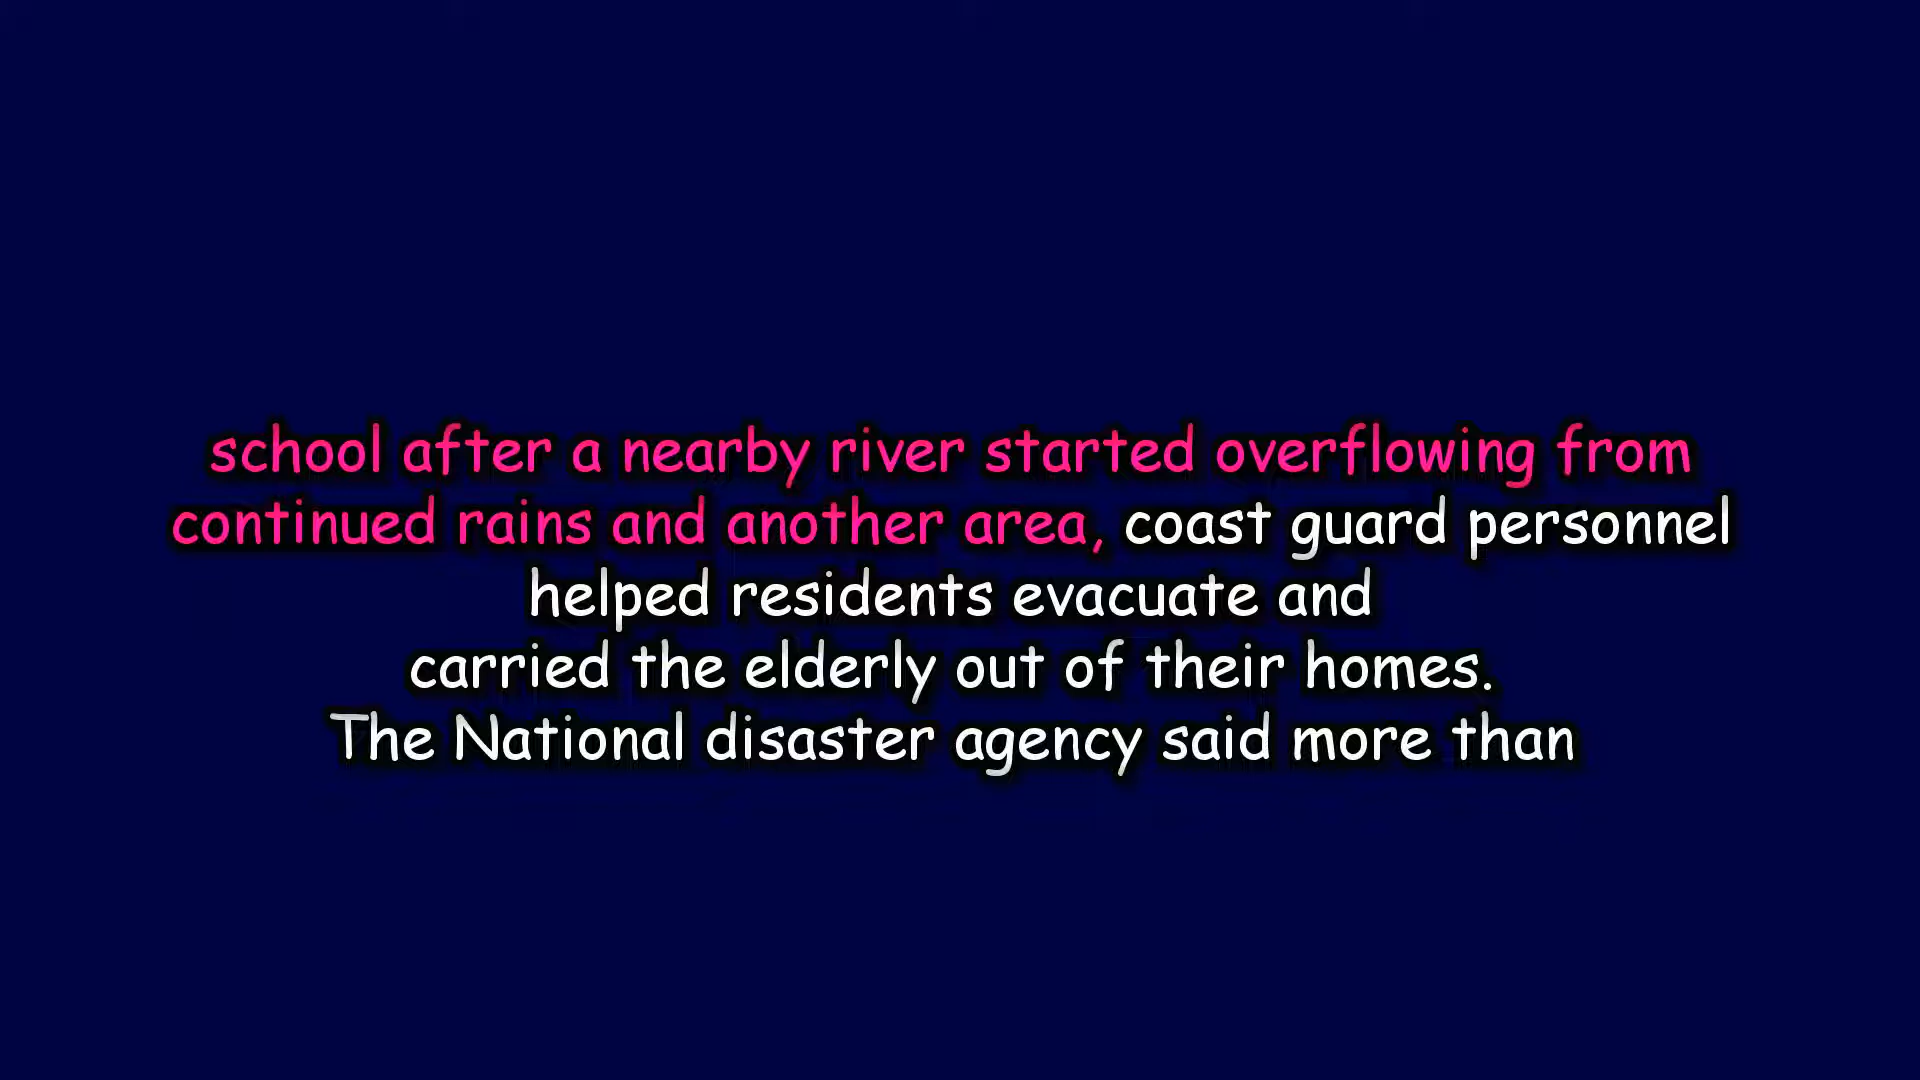 school after a nearby river started overflowing from
continued rains and another area, coast guard personnel
helped residents evacuate and
carried the elderly out of their homes.
The National disaster agency said more than